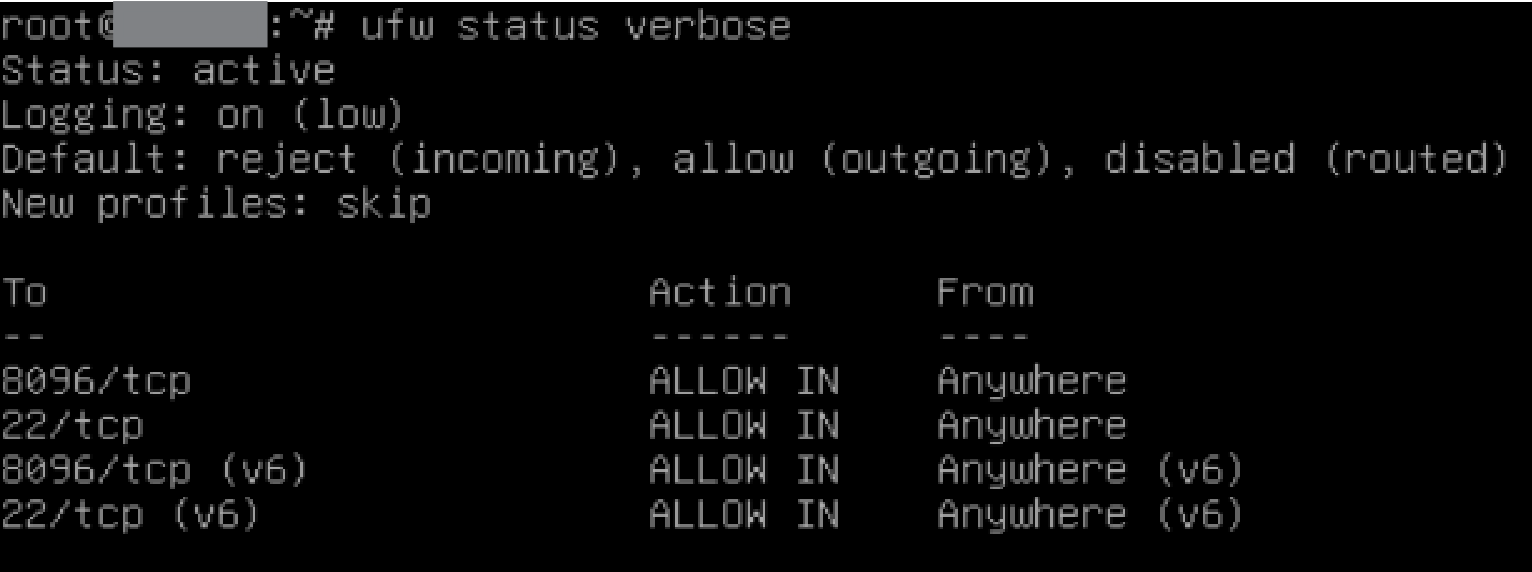 root@ :~# ufw status verbose
Status: active
Logging: on (low)
Default: reject (incoming), allow (outgoing), disabled (routed)
New profiles: skip
To Action From
-- ------ ----
8096/tcp ALLOW IN Anywhere
22/tcp ALLOW IN Anywhere
8096/tcp (v6) ALLOW IN Anywhere (v6)
22/tcp (v6) ALLOW IN Anywhere (v6)